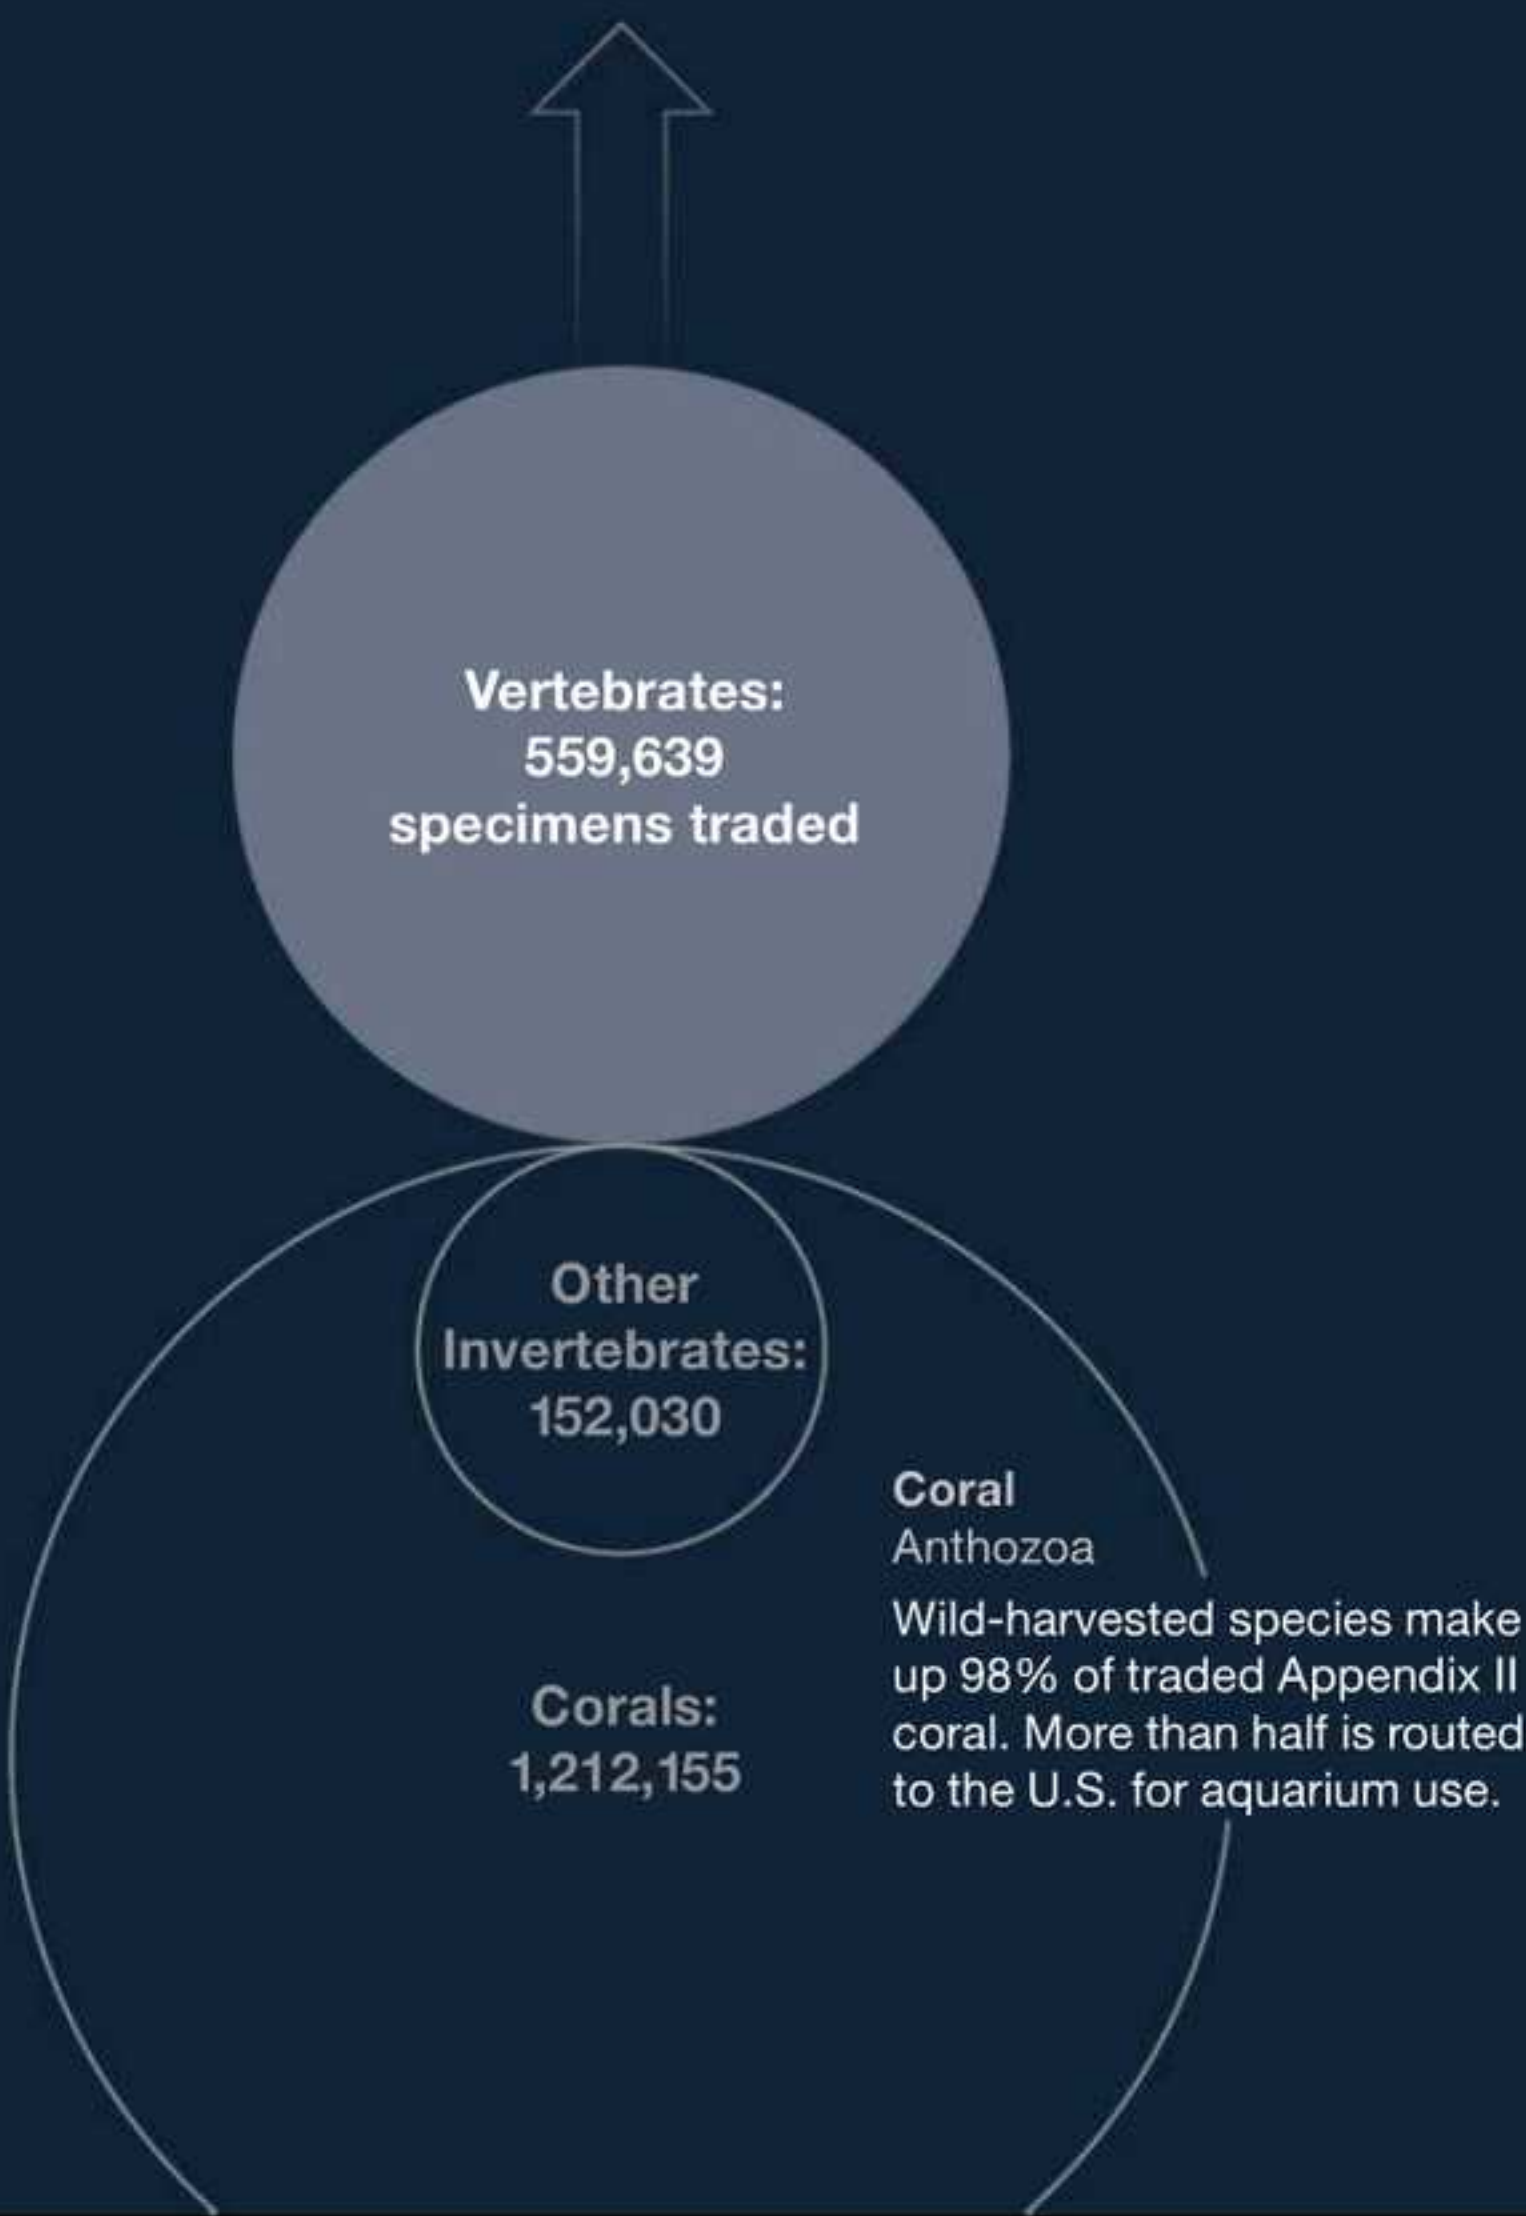 Vertebrates:
559,639
specimens traded
Other
Invertebrates:
152,030
Coral
Anthozoa
Wild-harvested species make
up 98% of traded Appendix II
coral. More than half is routed
to the U.S. for aquarium use.
Corals:
1,212,155